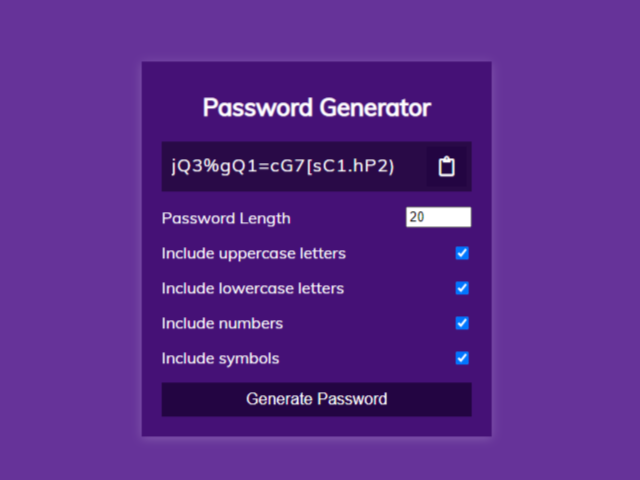 Password Generator
jQ3%gQ1=cG7[sC1.hP2)
Password Length 20
Include uppercase letters
Include lowercase letters
Include numbers
Include symbols
Generate Password